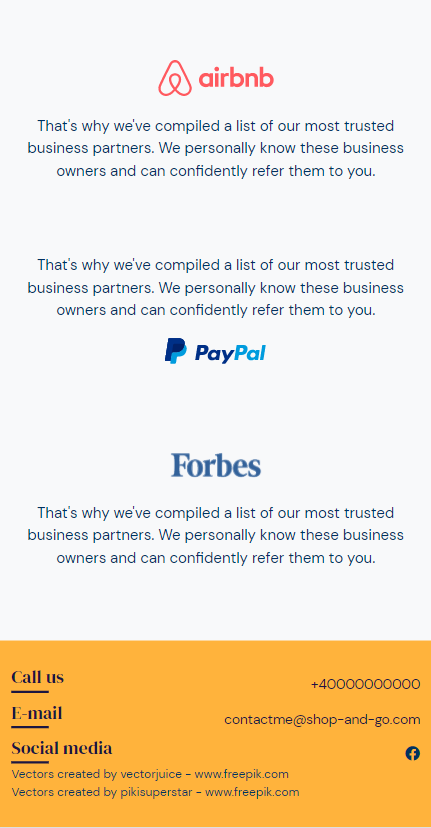 airbnb
That's why we've compiled a list of our most trusted
business partners. We personally know these business
owners and can confidently refer them to you.
That's why we've compiled a list of our most trusted
business partners. We personally know these business
owners and can confidently refer them to you.
PayPal
Forbes
That's why we've compiled a list of our most trusted
business partners. We personally know these business
owners and can confidently refer them to you.
Call us
+40000000000
E-mail
contactme@shop-and-go.com
Social media
Vectors created by vectorjuice - www.freepik.com
Vectors created by pikisuperstar - www.freepik.com